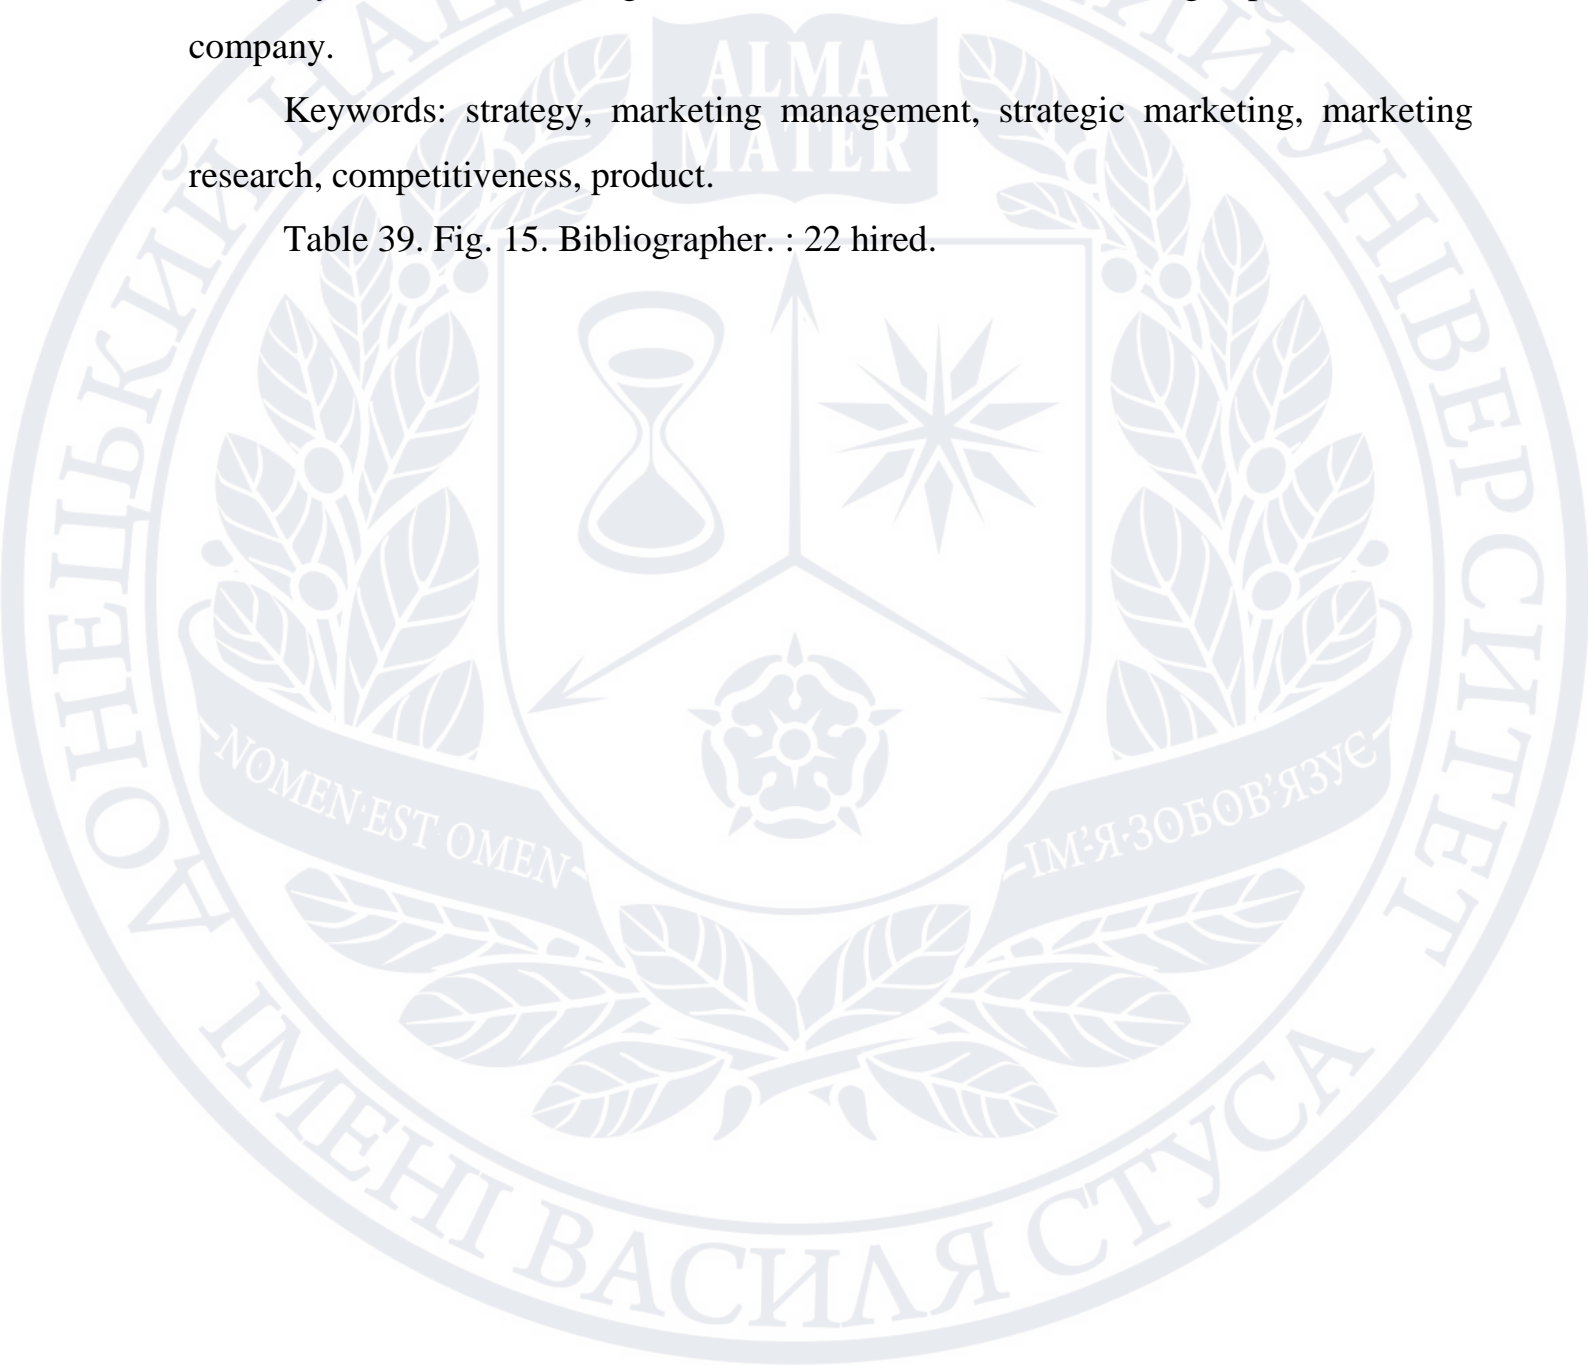 company.
Keywords: strategy, marketing management, strategic marketing, marketing
research, competitiveness, product.
Table 39. Fig. 15. Bibliographer. : 22 hired.
ALMA
MATER
NOMEN·EST·OMEN
ІМ'Я·ЗОБОВ'ЯЗУЄ
ДОНЕЦЬКИЙ УНІВЕРСИТЕТ
ІМЕНІ ВАСИЛЯ СТУСА